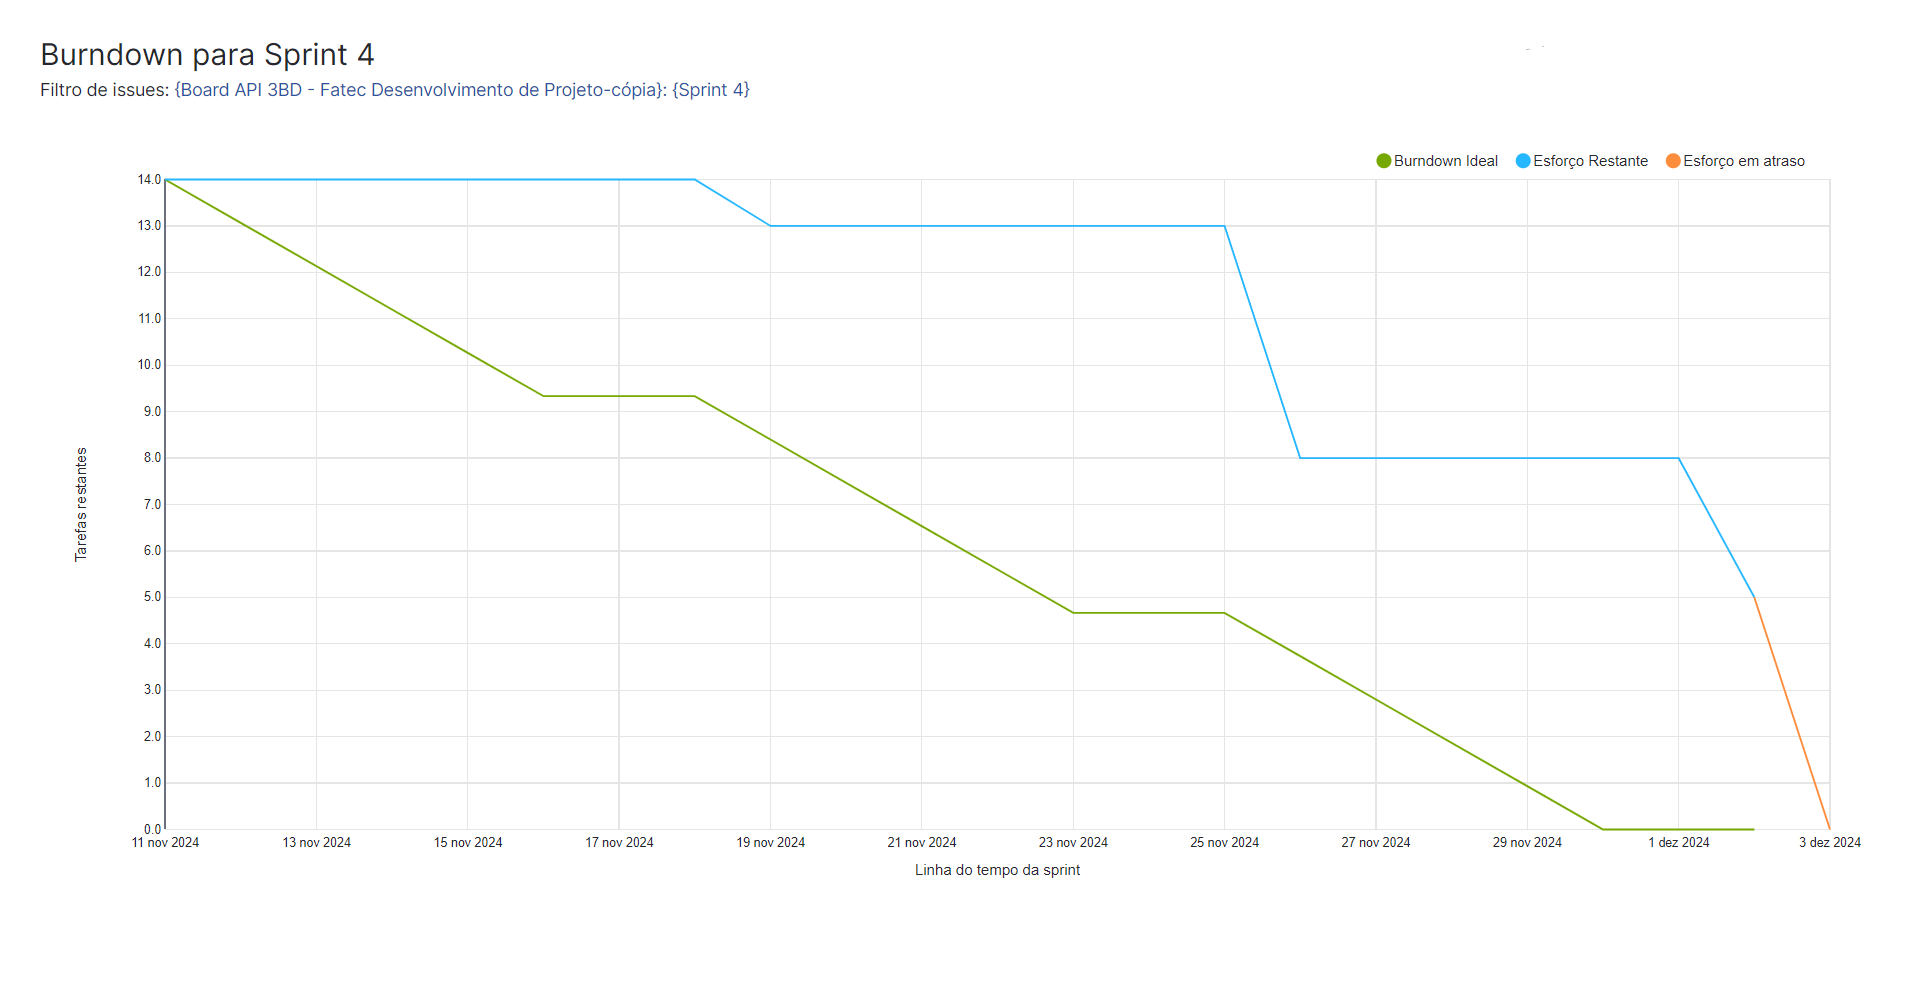 Burndown para Sprint 4
Filtro de issues: {Board API 3BD - Fatec Desenvolvimento de Projeto-cópia}: {Sprint 4}
Burndown Ideal Esforço Restante Esforço em atraso
14.0
13.0
12.0
11.0
10.0
9.0
8.0
7.0
6.0
5.0
4.0
3.0
2.0
1.0
0.0
Tarefas restantes
11 nov 2024 13 nov 2024 15 nov 2024 17 nov 2024 19 nov 2024 21 nov 2024 23 nov 2024 25 nov 2024 27 nov 2024 29 nov 2024 1 dez 2024 3 dez 2024
Linha do tempo da sprint